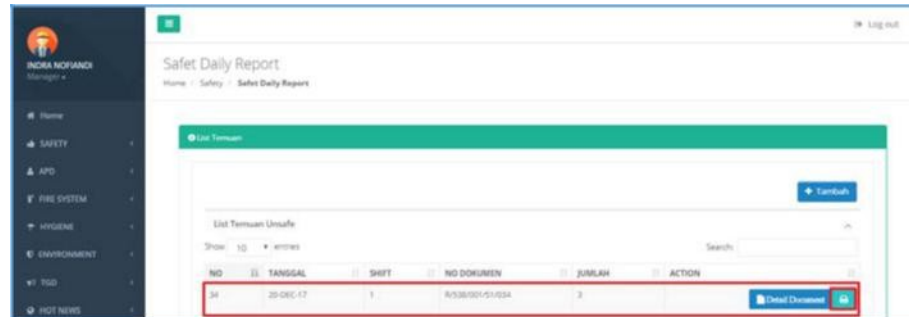 Log out
INDRA NOFIANDI
Manager
Safet Daily Report
Home / Safety / Safet Daily Report
Home
SAFETY
APD
FIRE SYSTEM
HYGIENE
ENVIRONMENT
TGD
HOT NEWS
List Temuan
+ Tambah
List Temuan Unsafe
Show 10 entries
Search:
NO TANGGAL SHIFT NO DOKUMEN JUMLAH ACTION
34 20-DEC-17 1 3 Detail Document